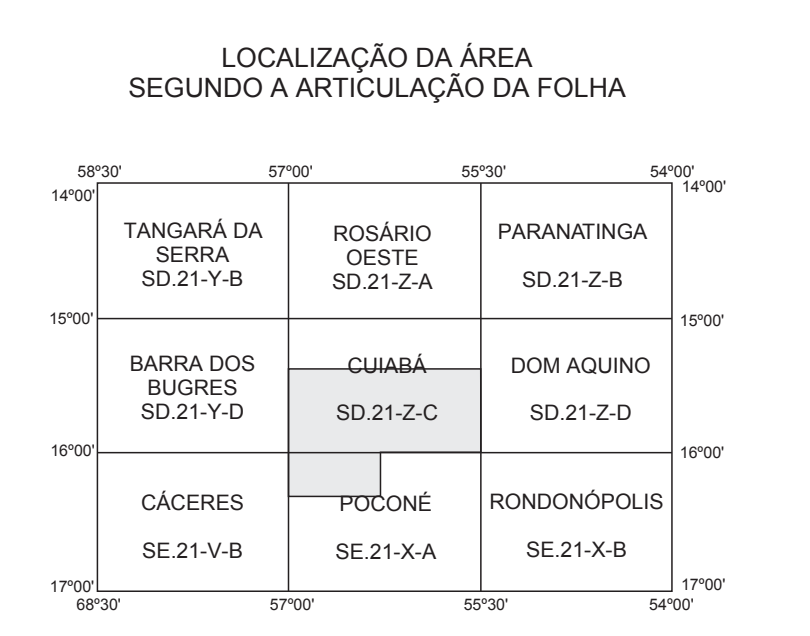 LOCALIZAÇÃO DA ÁREA
SEGUNDO A ARTICULAÇÃO DA FOLHA
58º30' 57º00' 55º30' 54º00'
14º00' 14º00'
TANGARÁ DA
SERRA
SD.21-Y-B
ROSÁRIO
OESTE
SD.21-Z-A
PARANATINGA
SD.21-Z-B
15º00' 15º00'
BARRA DOS
BUGRES
SD.21-Y-D
CUIABÁ
SD.21-Z-C
DOM AQUINO
SD.21-Z-D
16º00' 16º00'
CÁCERES
SE.21-V-B
POCONÉ
SE.21-X-A
RONDONÓPOLIS
SE.21-X-B
17º00' 17º00'
68º30' 57º00' 55º30' 54º00'